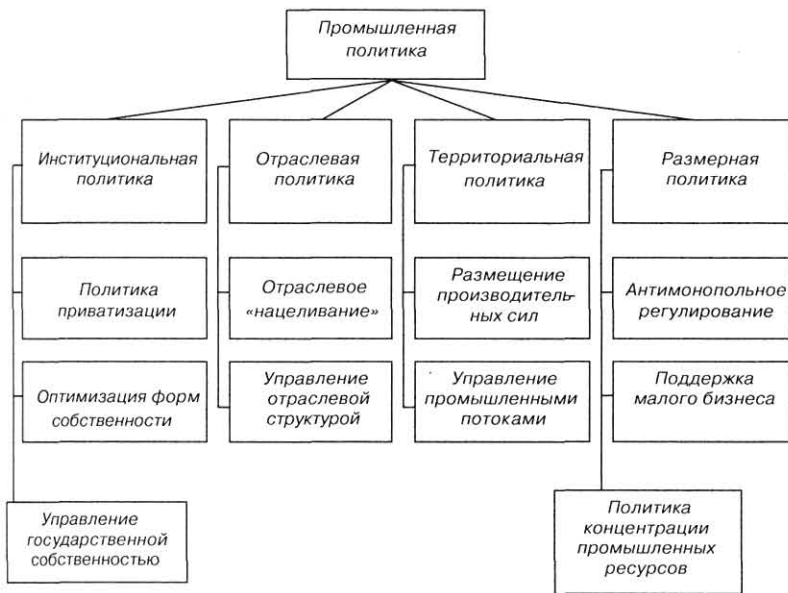 Промышленная
политика
Институциональная
политика
Отраслевая
политика
Территориальная
политика
Размерная
политика
Политика
приватизации
Отраслевое
«нацеливание»
Размещение
производитель-
ных сил
Антимонопольное
регулирование
Оптимизация форм
собственности
Управление
отраслевой
структурой
Управление
промышленными
потоками
Поддержка
малого бизнеса
Управление
государственной
собственностью
Политика
концентрации
промышленных
ресурсов